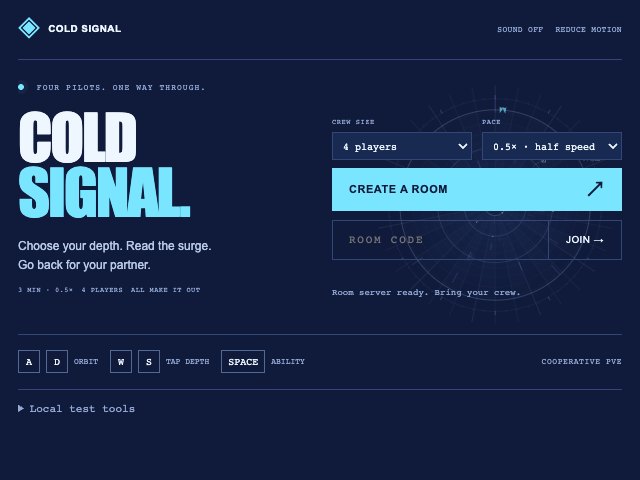 COLD SIGNAL
SOUND OFF REDUCE MOTION
FOUR PILOTS. ONE WAY THROUGH.
COLD
SIGNAL.
Choose your depth. Read the surge.
Go back for your partner.
3 MIN · 0.5× 4 PLAYERS ALL MAKE IT OUT
CREW SIZE PACE
4 players 0.5× · half speed
CREATE A ROOM ↗
ROOM CODE JOIN →
Room server ready. Bring your crew.
A D ORBIT W S TAP DEPTH SPACE ABILITY COOPERATIVE PVE
Local test tools